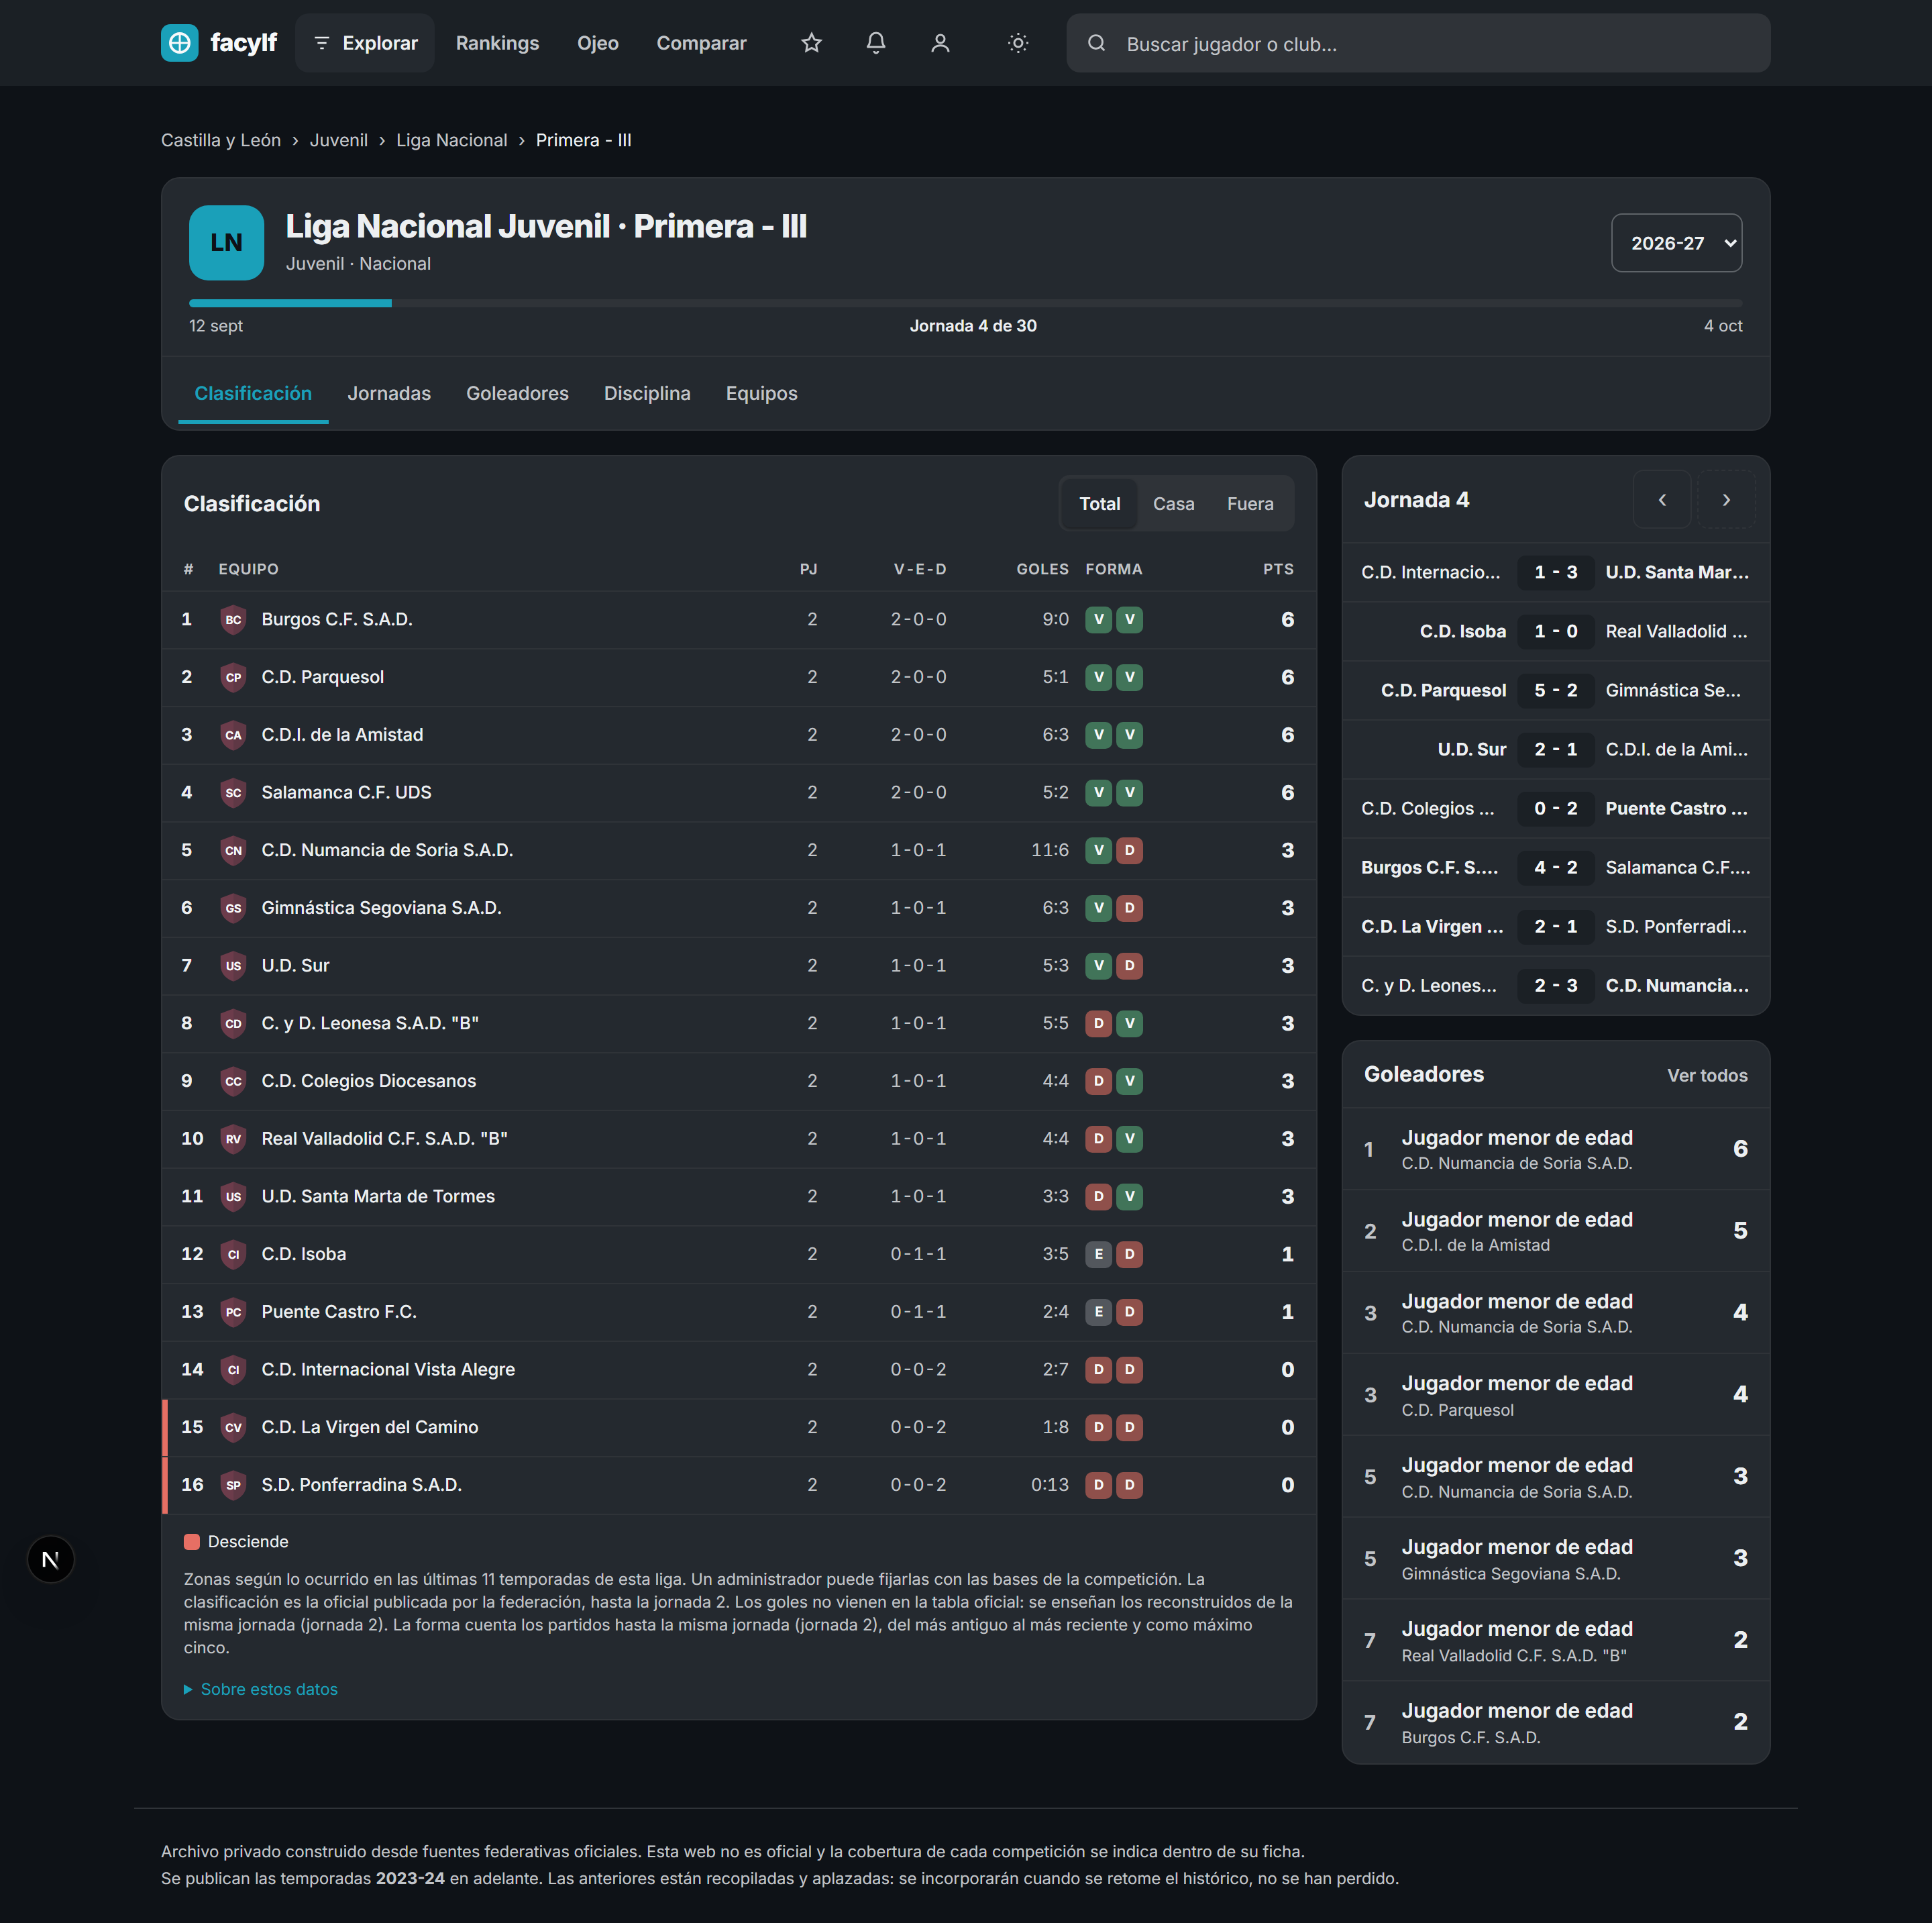 facylf
Explorar
Rankings
Ojeo
Comparar
Buscar jugador o club...
Castilla y León › Juvenil › Liga Nacional › Primera - III
LN
Liga Nacional Juvenil · Primera - III
Juvenil · Nacional
2026-27
12 sept
Jornada 4 de 30
4 oct
Clasificación
Jornadas
Goleadores
Disciplina
Equipos
Clasificación
Total
Casa
Fuera
# EQUIPO PJ V-E-D GOLES FORMA PTS
1 BC Burgos C.F. S.A.D. 2 2-0-0 9:0 V V 6
2 CP C.D. Parquesol 2 2-0-0 5:1 V V 6
3 CA C.D.I. de la Amistad 2 2-0-0 6:3 V V 6
4 SC Salamanca C.F. UDS 2 2-0-0 5:2 V V 6
5 CN C.D. Numancia de Soria S.A.D. 2 1-0-1 11:6 V D 3
6 GS Gimnástica Segoviana S.A.D. 2 1-0-1 6:3 V D 3
7 US U.D. Sur 2 1-0-1 5:3 V D 3
8 CD C. y D. Leonesa S.A.D. "B" 2 1-0-1 5:5 D V 3
9 CC C.D. Colegios Diocesanos 2 1-0-1 4:4 D V 3
10 RV Real Valladolid C.F. S.A.D. "B" 2 1-0-1 4:4 D V 3
11 US U.D. Santa Marta de Tormes 2 1-0-1 3:3 D V 3
12 CI C.D. Isoba 2 0-1-1 3:5 E D 1
13 PC Puente Castro F.C. 2 0-1-1 2:4 E D 1
14 CI C.D. Internacional Vista Alegre 2 0-0-2 2:7 D D 0
15 CV C.D. La Virgen del Camino 2 0-0-2 1:8 D D 0
16 SP S.D. Ponferradina S.A.D. 2 0-0-2 0:13 D D 0
Desciende
Zonas según lo ocurrido en las últimas 11 temporadas de esta liga. Un administrador puede fijarlas con las bases de la competición. La
clasificación es la oficial publicada por la federación, hasta la jornada 2. Los goles no vienen en la tabla oficial: se enseñan los reconstruidos de la
misma jornada (jornada 2). La forma cuenta los partidos hasta la misma jornada (jornada 2), del más antiguo al más reciente y como máximo
cinco.
Sobre estos datos
Jornada 4
‹ ›
C.D. Internacio... 1 - 3 U.D. Santa Mar...
C.D. Isoba 1 - 0 Real Valladolid ...
C.D. Parquesol 5 - 2 Gimnástica Se...
U.D. Sur 2 - 1 C.D.I. de la Ami...
C.D. Colegios ... 0 - 2 Puente Castro ...
Burgos C.F. S.... 4 - 2 Salamanca C.F....
C.D. La Virgen ... 2 - 1 S.D. Ponferradi...
C. y D. Leones... 2 - 3 C.D. Numancia...
Goleadores
Ver todos
1 Jugador menor de edad 6
C.D. Numancia de Soria S.A.D.
2 Jugador menor de edad 5
C.D.I. de la Amistad
3 Jugador menor de edad 4
C.D. Numancia de Soria S.A.D.
3 Jugador menor de edad 4
C.D. Parquesol
5 Jugador menor de edad 3
C.D. Numancia de Soria S.A.D.
5 Jugador menor de edad 3
Gimnástica Segoviana S.A.D.
7 Jugador menor de edad 2
Real Valladolid C.F. S.A.D. "B"
7 Jugador menor de edad 2
Burgos C.F. S.A.D.
N
Archivo privado construido desde fuentes federativas oficiales. Esta web no es oficial y la cobertura de cada competición se indica dentro de su ficha.
Se publican las temporadas 2023-24 en adelante. Las anteriores están recopiladas y aplazadas: se incorporarán cuando se retome el histórico, no se han perdido.